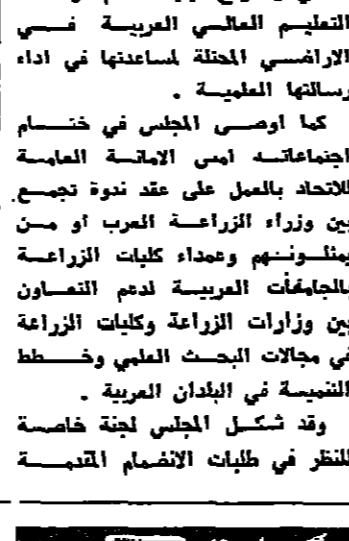 التعليم العالي العربية في
الاراضي المحتلة لمساعدتها في اداء
رسالتها العلمية .
كما اوصى المجلس في ختام
اجتماعاته امس الامانة العامة
للاتحاد بالعمل على عقد ندوة تجمع
بين وزراء الزراعة العرب او من
يمثلونهم وعمداء كليات الزراعة
بالجامعات العربية لدعم التعاون
بين وزارات الزراعة وكليات الزراعة
في مجالات البحث العلمي وخطط
التنمية في البلدان العربية .
وقد شكل المجلس لجنة خاصة
للنظر في طلبات الانضمام المقدمة